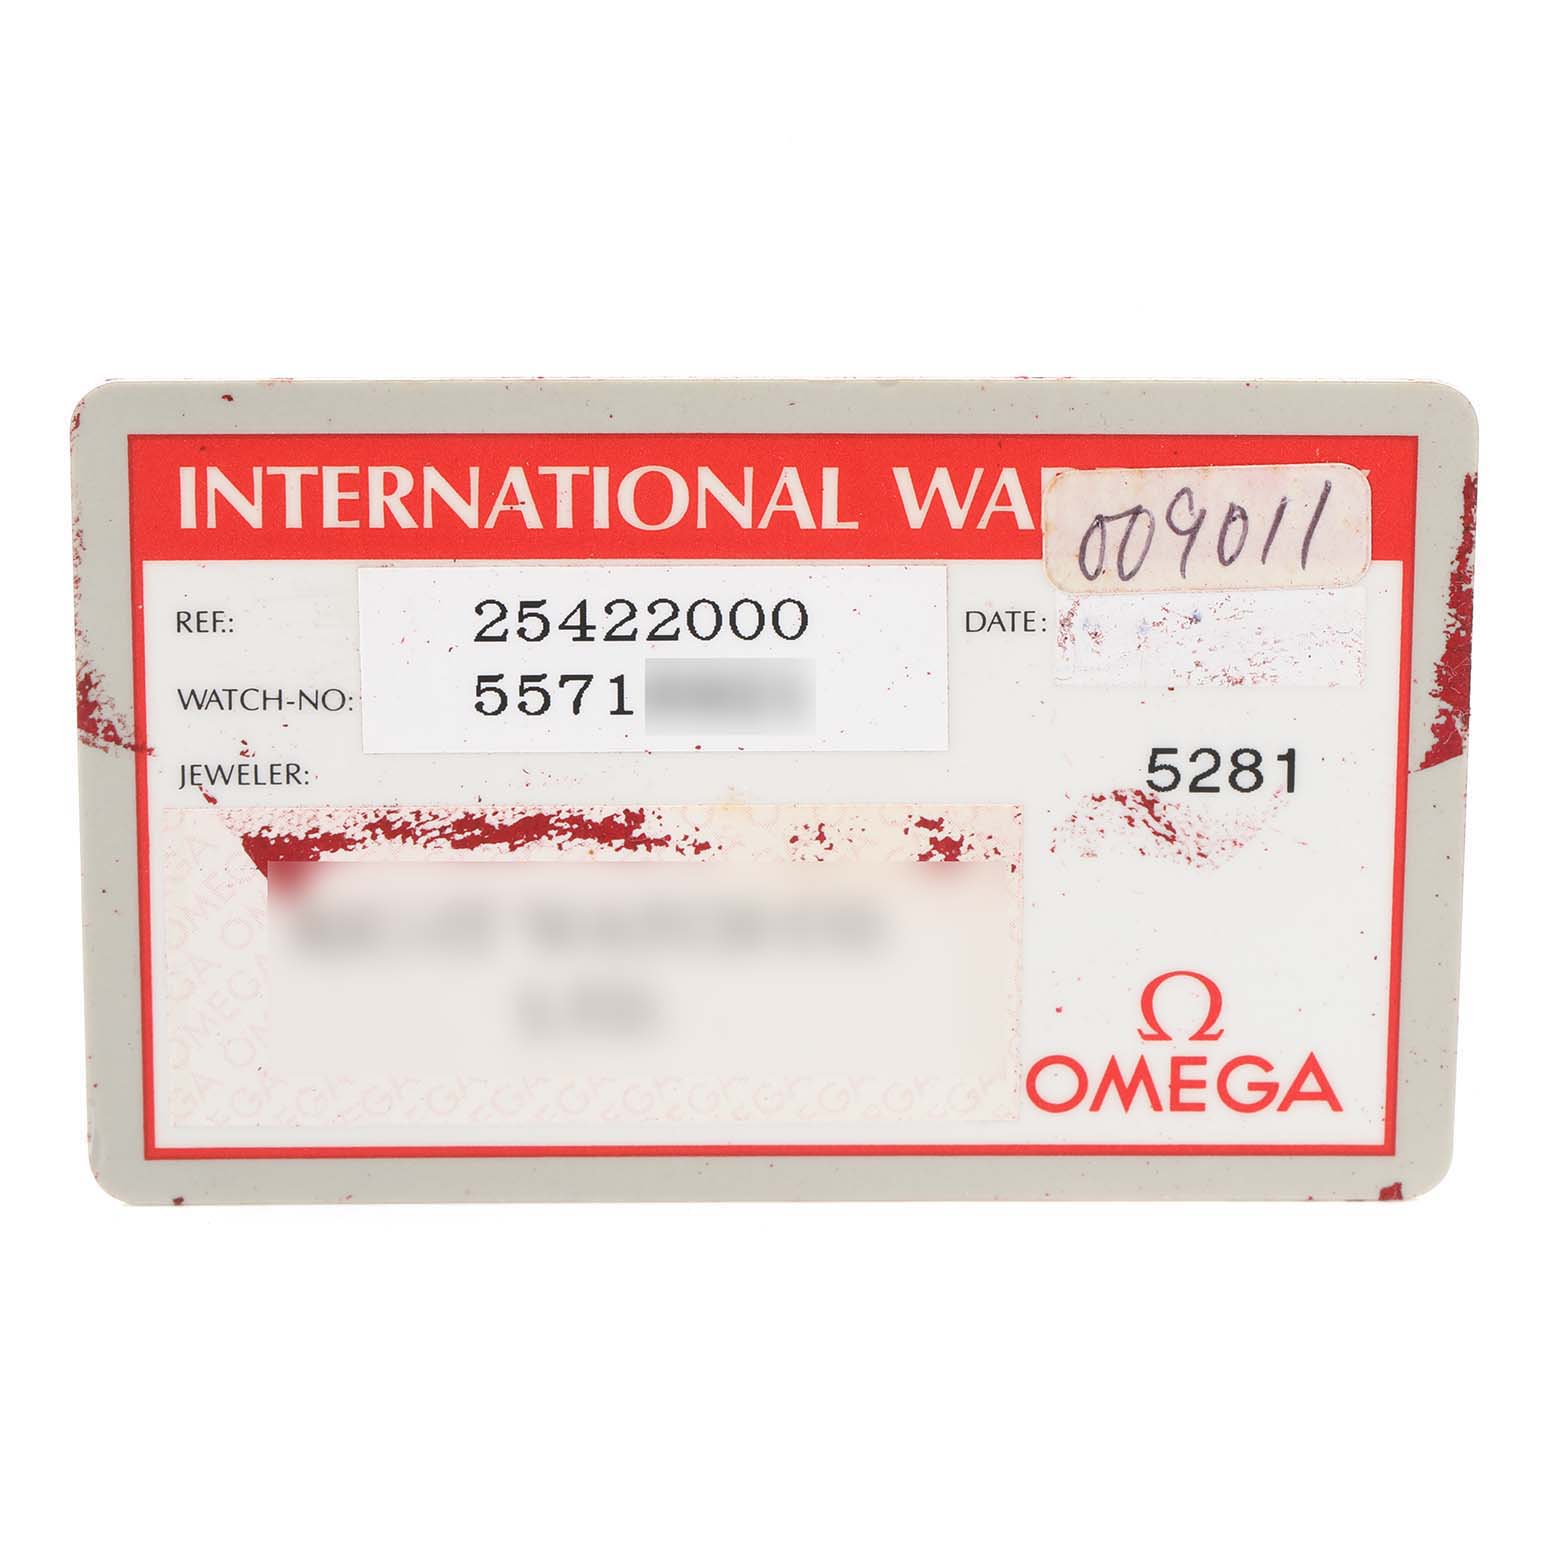 INTERNATIONAL WA
009011
REF.: 25422000
DATE:
WATCH-NO: 5571
JEWELER:
5281
Ω
OMEGA